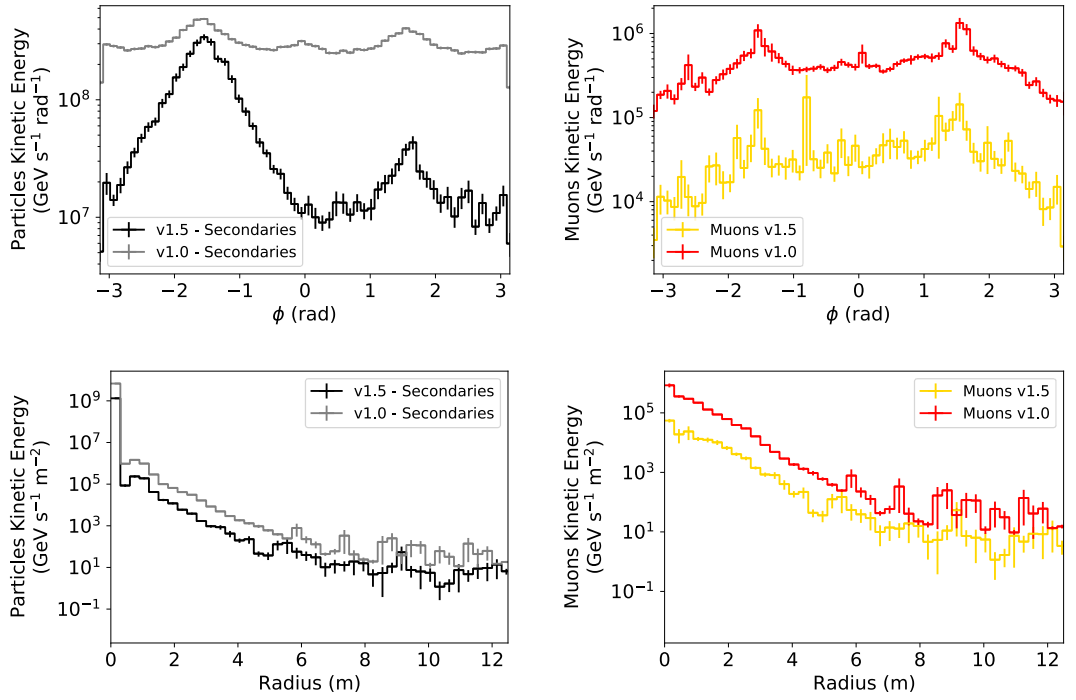 Particles Kinetic Energy
(GeV s⁻¹ rad⁻¹)
10⁸
10⁷
v1.5 - Secondaries
v1.0 - Secondaries
−3 −2 −1 0 1 2 3
ϕ (rad)
Muons Kinetic Energy
(GeV s⁻¹ rad⁻¹)
10⁶
10⁵
10⁴
Muons v1.5
Muons v1.0
−3 −2 −1 0 1 2 3
ϕ (rad)
Particles Kinetic Energy
(GeV s⁻¹ m⁻²)
10⁹
10⁷
10⁵
10³
10¹
10⁻¹
v1.5 - Secondaries
v1.0 - Secondaries
0 2 4 6 8 10 12
Radius (m)
Muons Kinetic Energy
(GeV s⁻¹ m⁻²)
10⁵
10³
10¹
10⁻¹
Muons v1.5
Muons v1.0
0 2 4 6 8 10 12
Radius (m)